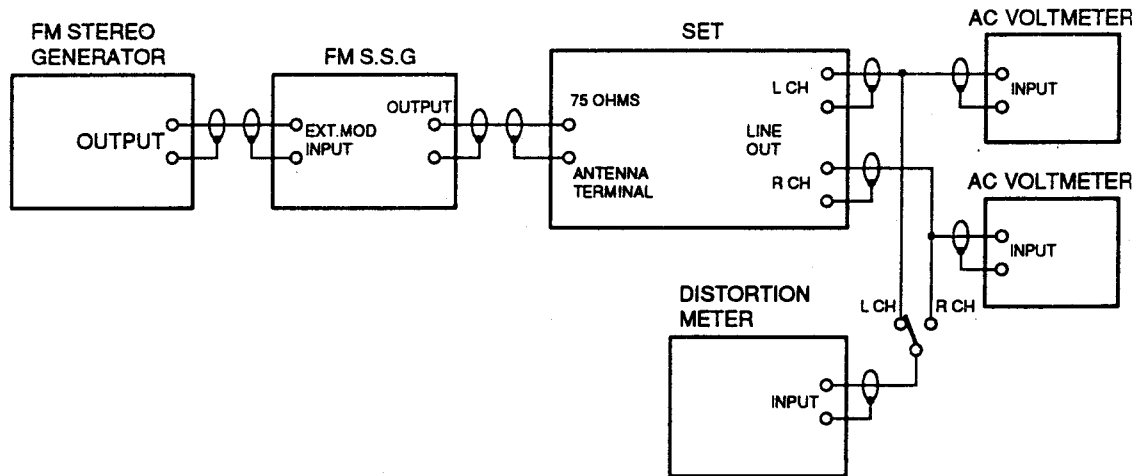 FM STEREO
GENERATOR
OUTPUT
FM S.S.G
EXT.MOD
INPUT
OUTPUT
SET
75 OHMS
ANTENNA
TERMINAL
L CH
LINE
OUT
R CH
AC VOLTMETER
INPUT
AC VOLTMETER
INPUT
DISTORTION
METER
L CH
R CH
INPUT